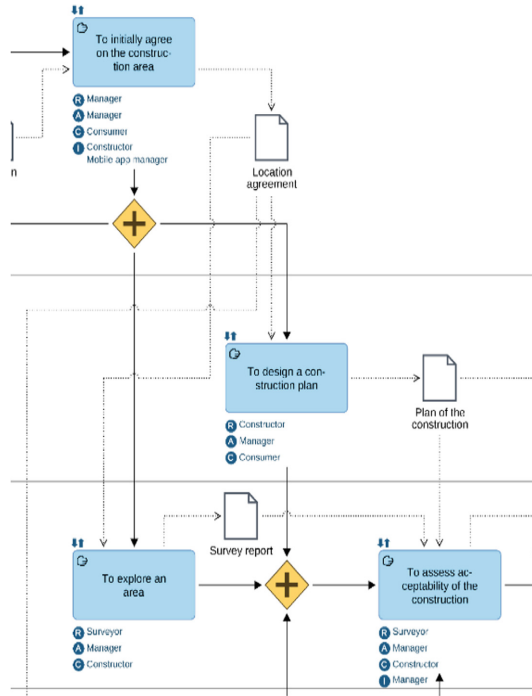 To initially agree
on the construc-
tion area
R Manager
A Manager
C Consumer
I Constructor
Mobile app manager
n
Location
agreement
To design a con-
struction plan
R Constructor
A Manager
C Consumer
Plan of the
construction
Survey report
To explore an
area
R Surveyor
A Manager
C Constructor
To assess ac-
ceptability of the
construction
R Surveyor
A Manager
C Constructor
I Manager